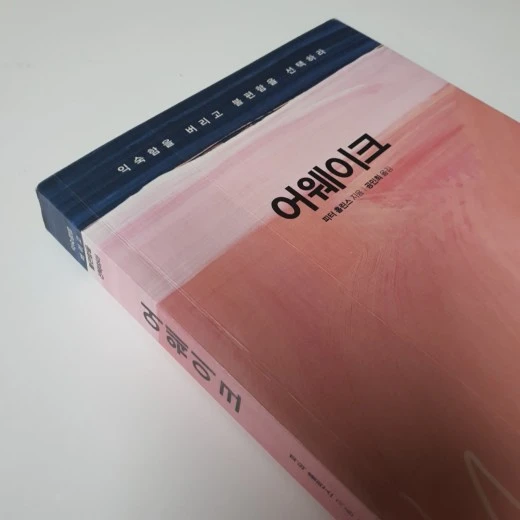 익숙함을 버리고 불편함을 선택하라
어웨이크
피터 홀린스 지음 | 공민희 옮김
어웨이크